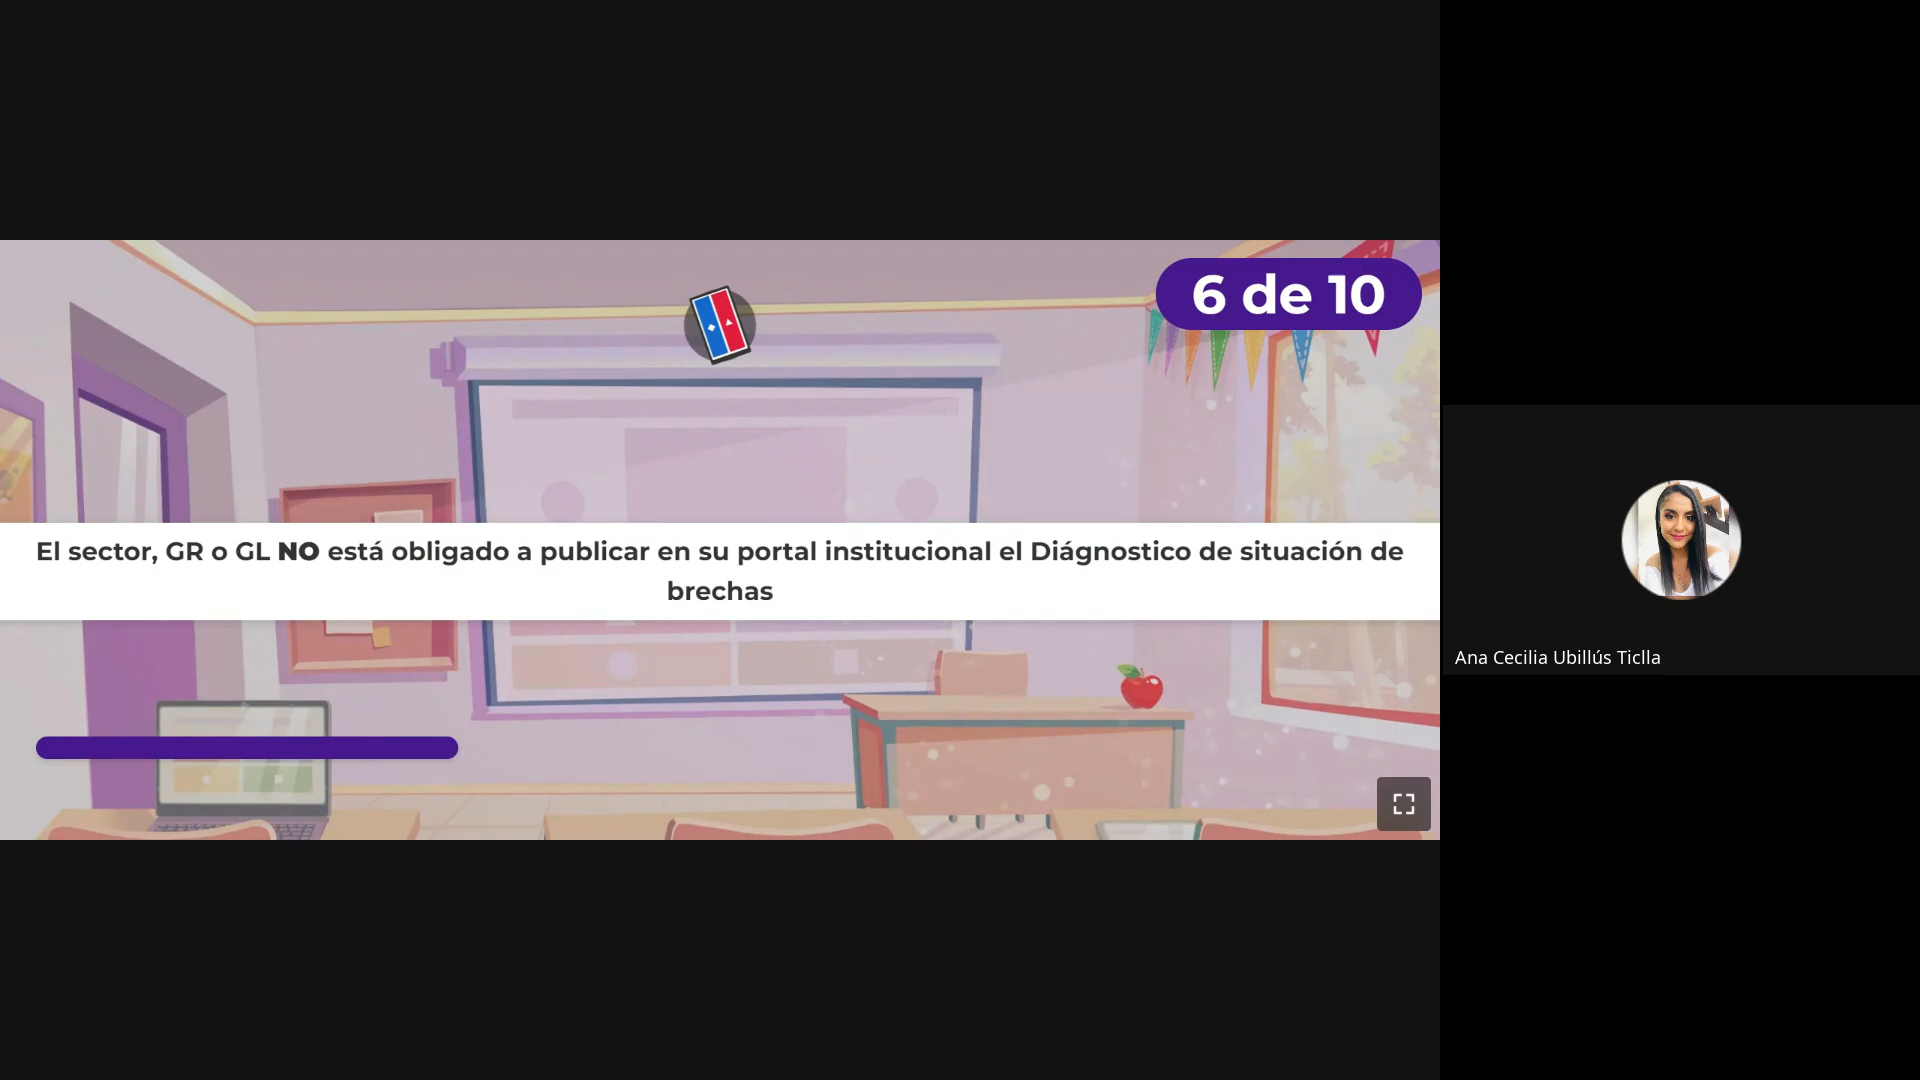 6 de 10
El sector, GR o GL NO está obligado a publicar en su portal institucional el Diágnostico de situación de
brechas
Ana Cecilia Ubillús Ticlla